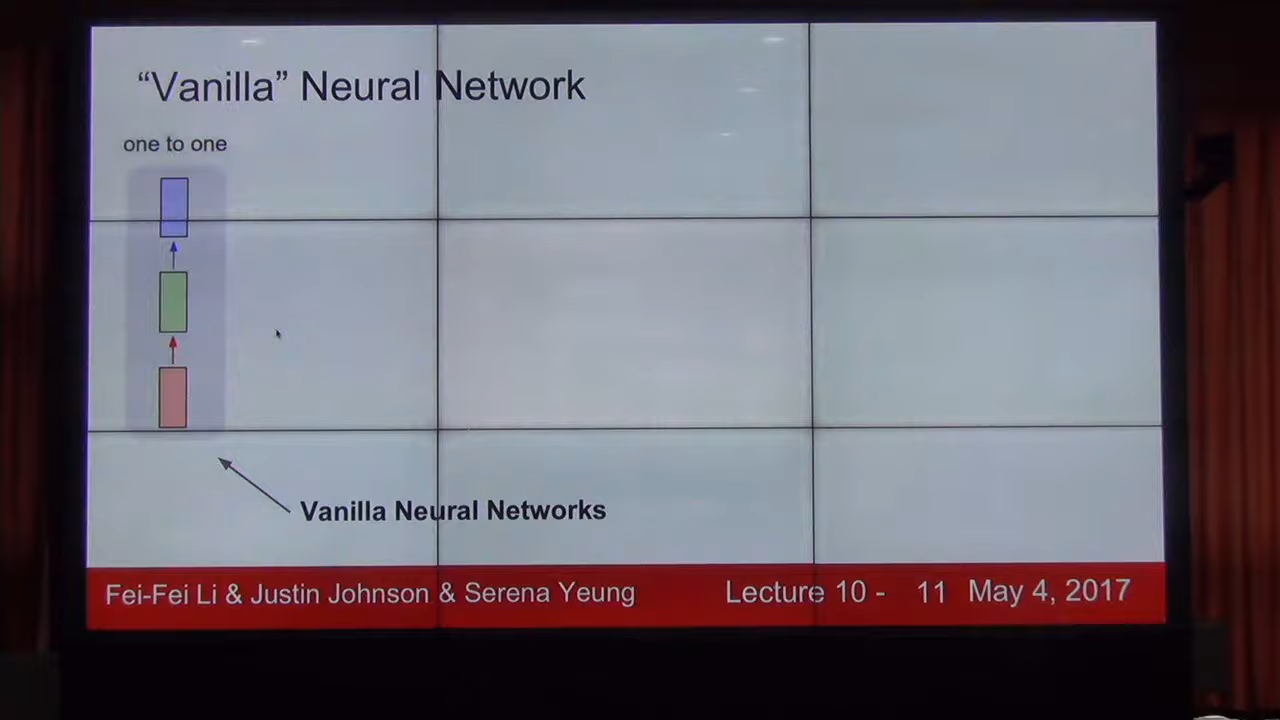 “Vanilla” Neural Network
one to one
Vanilla Neural Networks
Fei-Fei Li & Justin Johnson & Serena Yeung Lecture 10 - 11 May 4, 2017